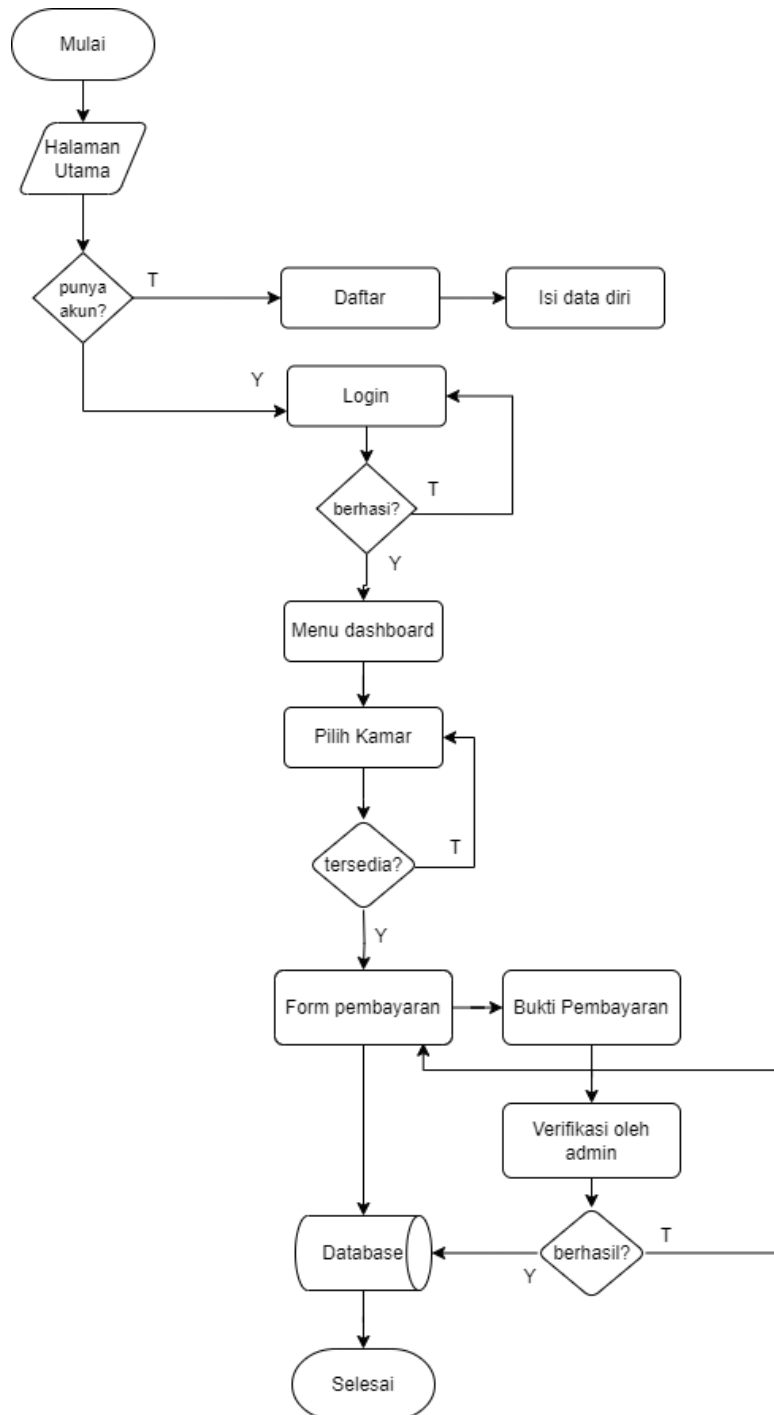 Mulai
Halaman
Utama
punya
akun?
T
Daftar
Isi data diri
Y
Login
berhasi?
T
Y
Menu dashboard
Pilih Kamar
tersedia?
T
Y
Form pembayaran
Bukti Pembayaran
Verifikasi oleh
admin
Database
Y
berhasil?
T
Selesai